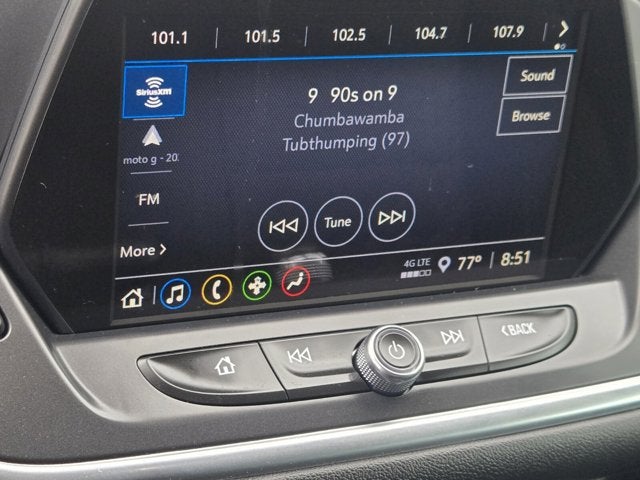 101.1 101.5 102.5 104.7 107.9
SiriusXM
9 90s on 9
Chumbawamba
Tubthumping (97)
Sound
Browse
moto g - 20
FM
More
Tune
4G LTE
77° 8:51
BACK